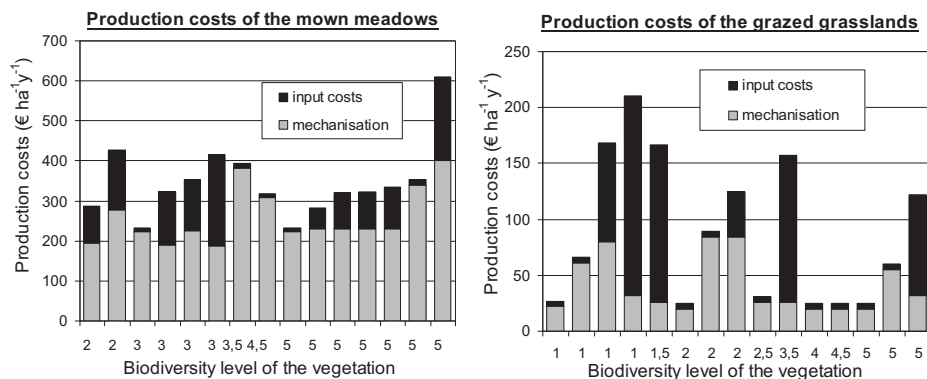 Production costs of the mown meadows
Production costs (€ ha⁻¹y⁻¹)
700
600
500
400
300
200
100
0
input costs
mechanisation
2 2 3 3 3 3 3,5 4,5 5 5 5 5 5 5 5
Biodiversity level of the vegetation
Production costs of the grazed grasslands
Production costs (€ ha⁻¹ y⁻¹)
250
200
150
100
50
0
input costs
mechanisation
1 1 1 1 1,5 2 2 2 2,5 3,5 4 4,5 5 5 5
Biodiversity level of the vegetation